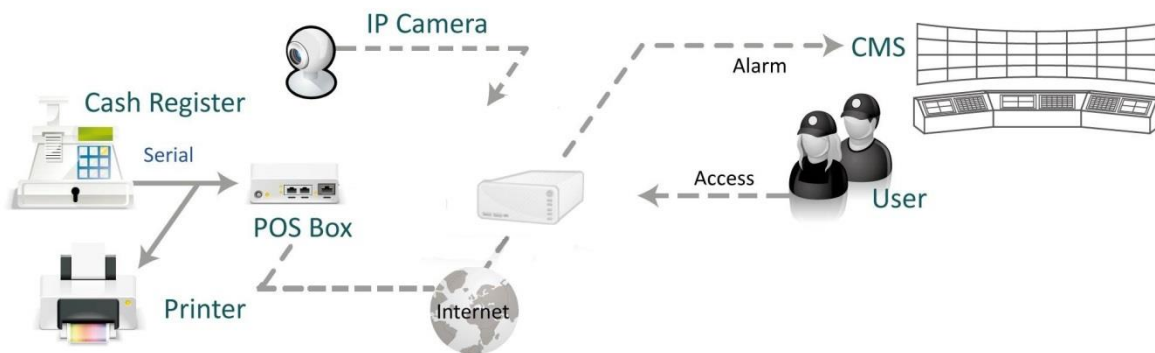 IP Camera
CMS
Alarm
Cash Register
Serial
Access
User
POS Box
Printer
Internet